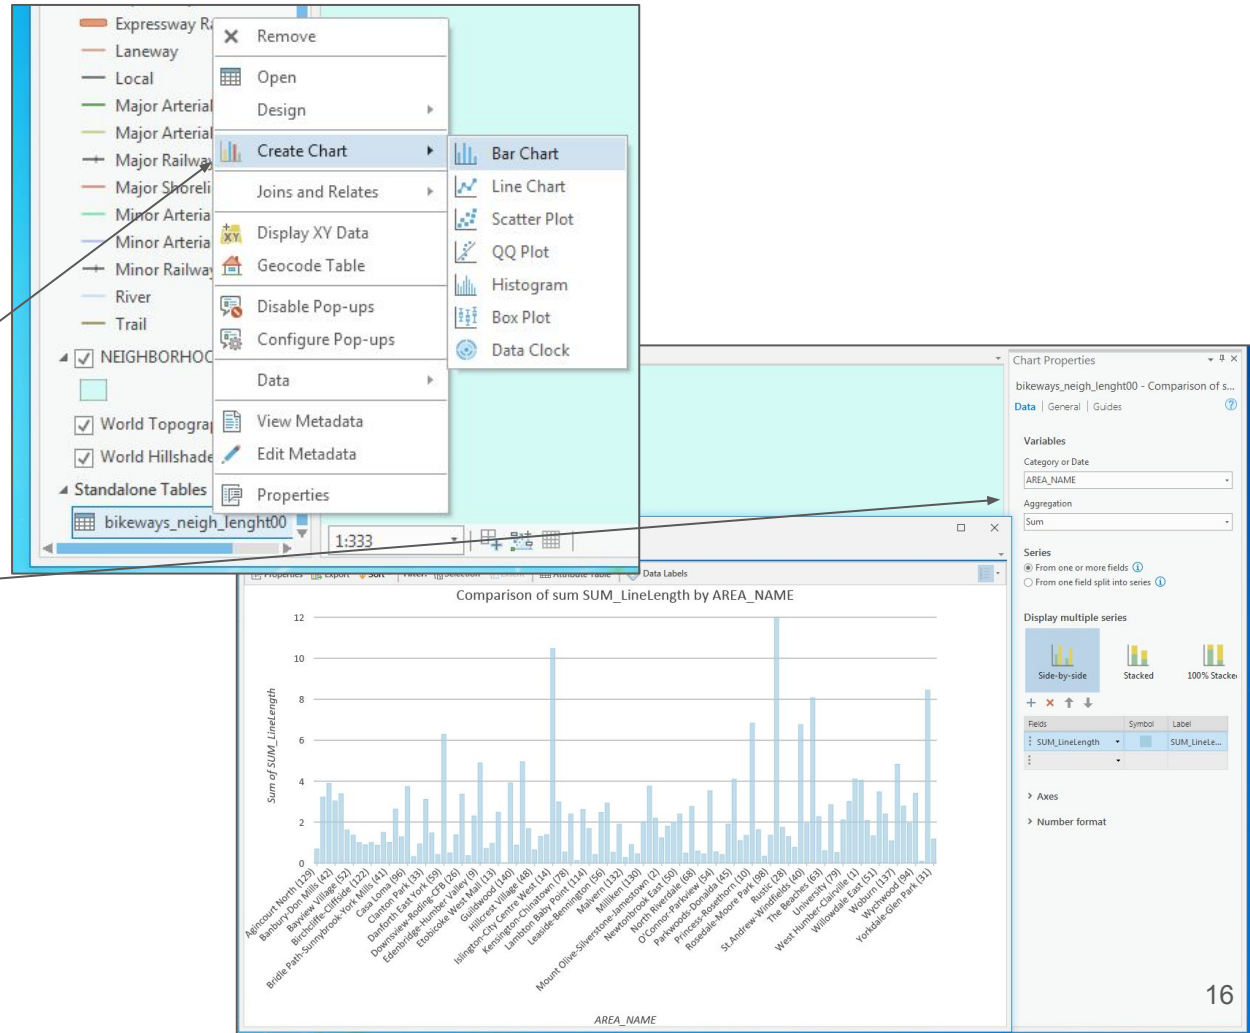 Expressway Ra
Laneway
Local
Major Arterial
Major Arterial
Major Railway
Major Shoreli
Minor Arteria
Minor Arteria
Minor Railway
River
Trail
NEIGHBORHOO
World Topograp
World Hillshade
Standalone Tables
bikeways_neigh_lenght00
Remove
Open
Design
Create Chart
Joins and Relates
Display XY Data
Geocode Table
Disable Pop-ups
Configure Pop-ups
Data
View Metadata
Edit Metadata
Properties
Bar Chart
Line Chart
Scatter Plot
QQ Plot
Histogram
Box Plot
Data Clock
1:333
Chart Properties
bikeways_neigh_lenght00 - Comparison of s...
Data | General | Guides
Variables
Category or Date
AREA_NAME
Aggregation
Sum
Series
From one or more fields
From one field split into series
Display multiple series
Side-by-side Stacked 100% Stacke
Fields Symbol Label
SUM_LineLength SUM_LineLe...
Axes
Number format
Properties Export Sort Filter: Selection Extent Attribute Table Data Labels
Comparison of sum SUM_LineLength by AREA_NAME
Sum of SUM_LineLength
12
10
8
6
4
2
0
Agincourt North (129)
Banbury-Don Mills (42)
Bayview Village (52)
Birchcliffe-Cliffside (122)
Bridle Path-Sunnybrook-York Mills (41)
Casa Loma (96)
Clanton Park (33)
Danforth East York (59)
Downsview-Roding-CFB (26)
Edenbridge-Humber Valley (9)
Etobicoke West Mall (13)
Guildwood (140)
Hillcrest Village (48)
Islington-City Centre West (14)
Kensington-Chinatown (78)
Lambton Baby Point (114)
Leaside-Bennington (56)
Malvern (132)
Milliken (130)
Mount Olive-Silverstone-Jamestown (2)
Newtonbrook East (50)
North Riverdale (68)
O'Connor-Parkview (54)
Parkwoods-Donalda (45)
Princess-Rosethorn (10)
Rosedale-Moore Park (98)
Rustic (28)
St.Andrew-Windfields (40)
The Beaches (63)
University (79)
West Humber-Clairville (1)
Willowdale East (51)
Woburn (137)
Wychwood (94)
Yorkdale-Glen Park (31)
AREA_NAME
16